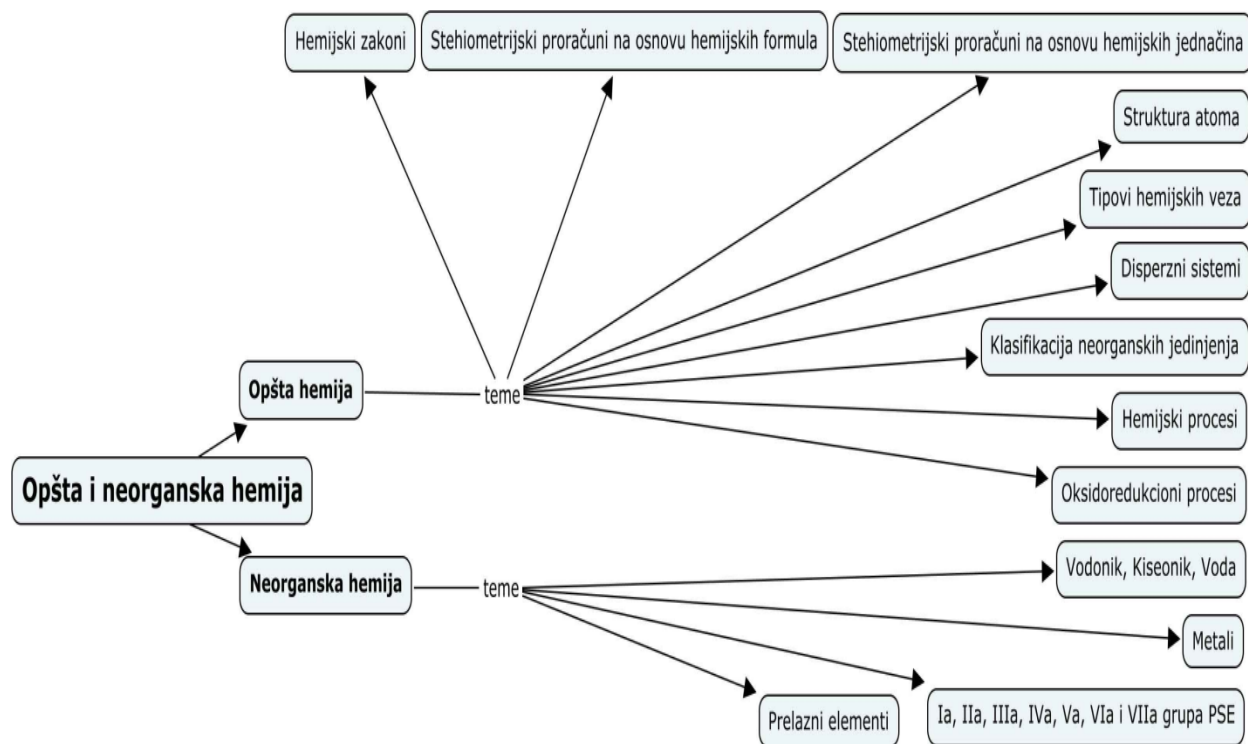 Hemijski zakoni
Stehiometrijski proračuni na osnovu hemijskih formula
Stehiometrijski proračuni na osnovu hemijskih jednačina
Struktura atoma
Tipovi hemijskih veza
Disperzni sistemi
Klasifikacija neorganskih jedinjenja
Opšta hemija
teme
Hemijski procesi
Opšta i neorganska hemija
Oksidoredukcioni procesi
Neorganska hemija
teme
Vodonik, Kiseonik, Voda
Metali
Prelazni elementi
Ia, IIa, IIIa, IVa, Va, VIa i VIIa grupa PSE